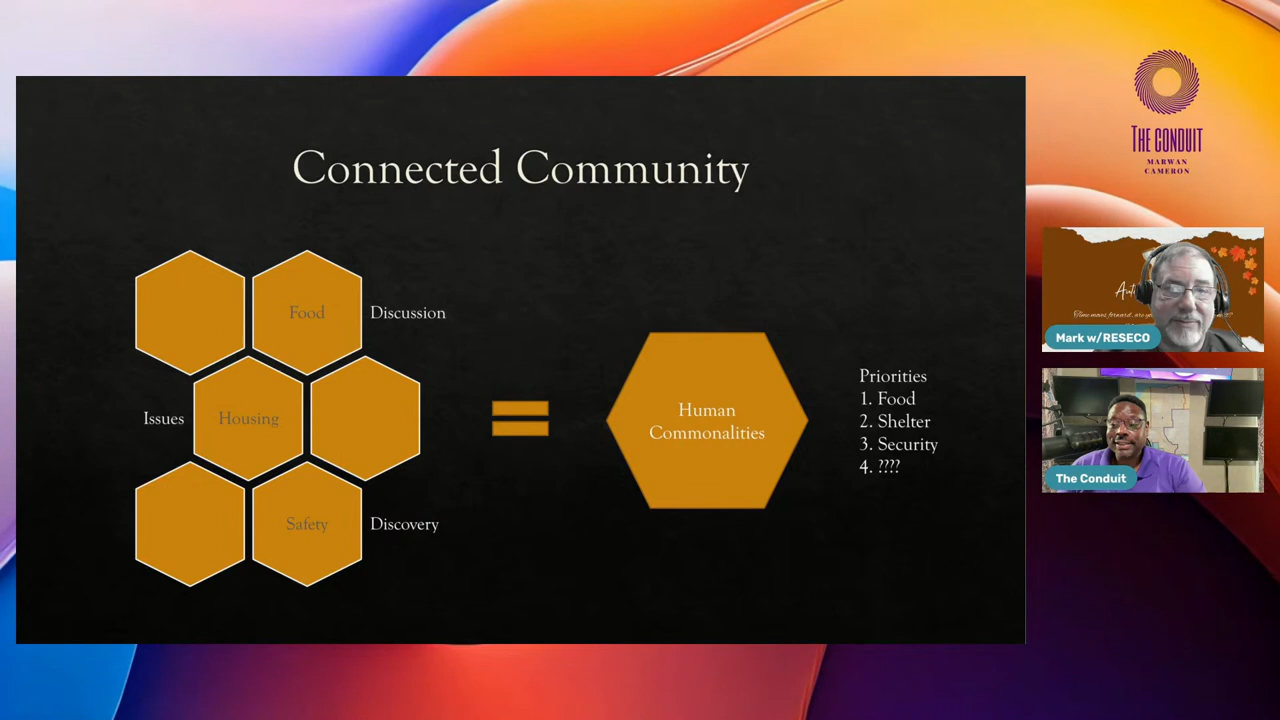 Connected Community
Food
Discussion
Issues
Housing
Safety
Discovery
Human
Commonalities
Priorities
1. Food
2. Shelter
3. Security
4. ????
THE CONDUIT
MARWAN
CAMERON
Mark w/RESECO
The Conduit